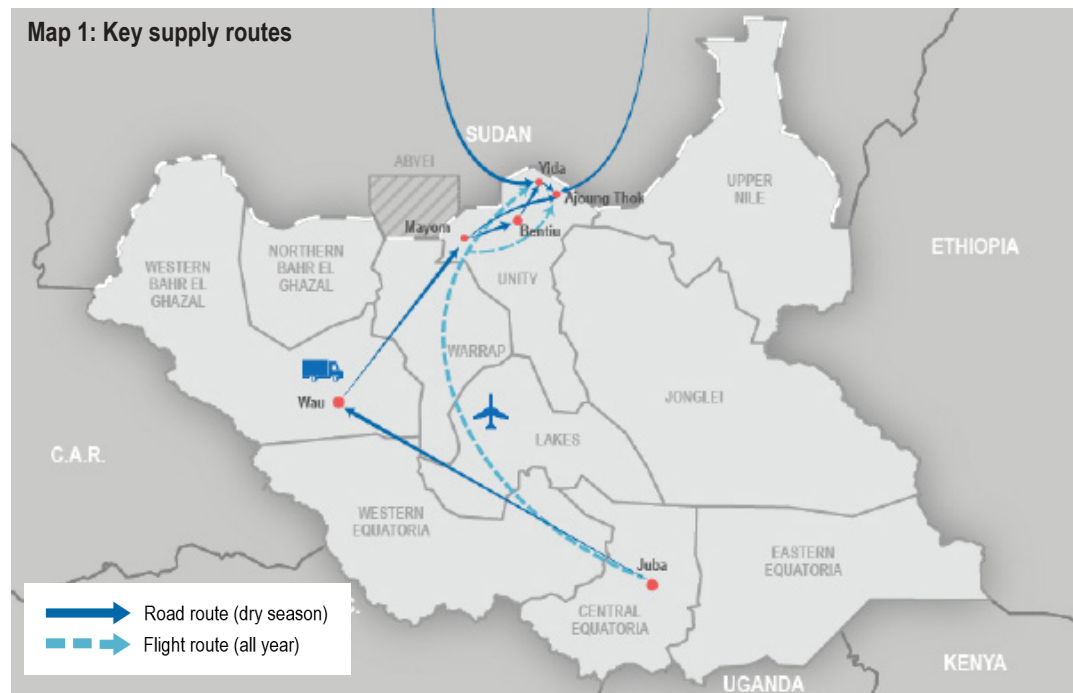 Map 1: Key supply routes
SUDAN
ABYEI
Yida
Ajoung Thok
UPPER
NILE
Mayom
Bentiu
ETHIOPIA
NORTHERN
BAHR EL
GHAZAL
WESTERN
BAHR EL
GHAZAL
UNITY
WARRAP
Wau
JONGLEI
LAKES
C.A.R.
WESTERN
EQUATORIA
EASTERN
EQUATORIA
Juba
CENTRAL
EQUATORIA
Road route (dry season)
Flight route (all year)
KENYA
UGANDA